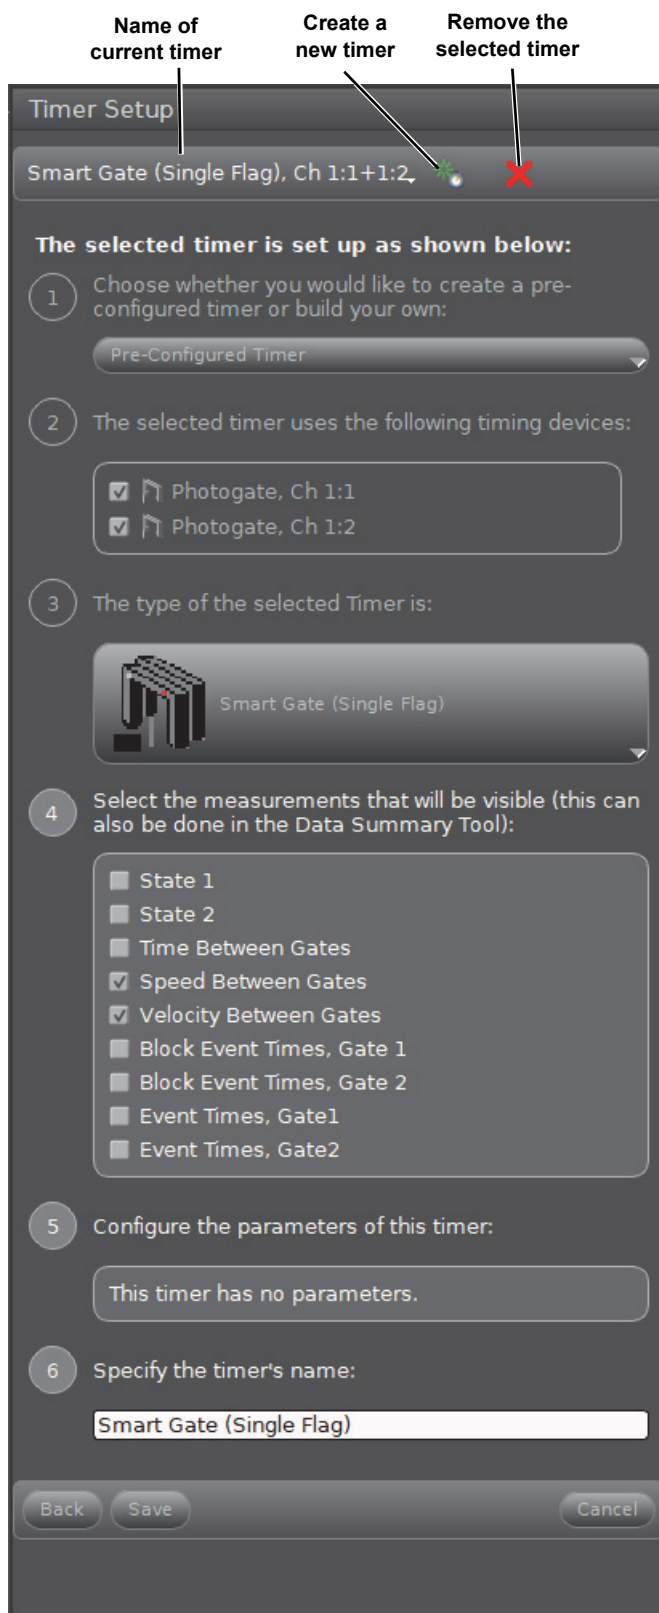 Name of
current timer
Create a
new timer
Remove the
selected timer
Timer Setup
Smart Gate (Single Flag), Ch 1:1+1:2
The selected timer is set up as shown below:
1
Choose whether you would like to create a pre-
configured timer or build your own:
Pre-Configured Timer
2
The selected timer uses the following timing devices:
Photogate, Ch 1:1
Photogate, Ch 1:2
3
The type of the selected Timer is:
Smart Gate (Single Flag)
4
Select the measurements that will be visible (this can
also be done in the Data Summary Tool):
State 1
State 2
Time Between Gates
Speed Between Gates
Velocity Between Gates
Block Event Times, Gate 1
Block Event Times, Gate 2
Event Times, Gate1
Event Times, Gate2
5
Configure the parameters of this timer:
This timer has no parameters.
6
Specify the timer's name:
Smart Gate (Single Flag)
Back
Save
Cancel